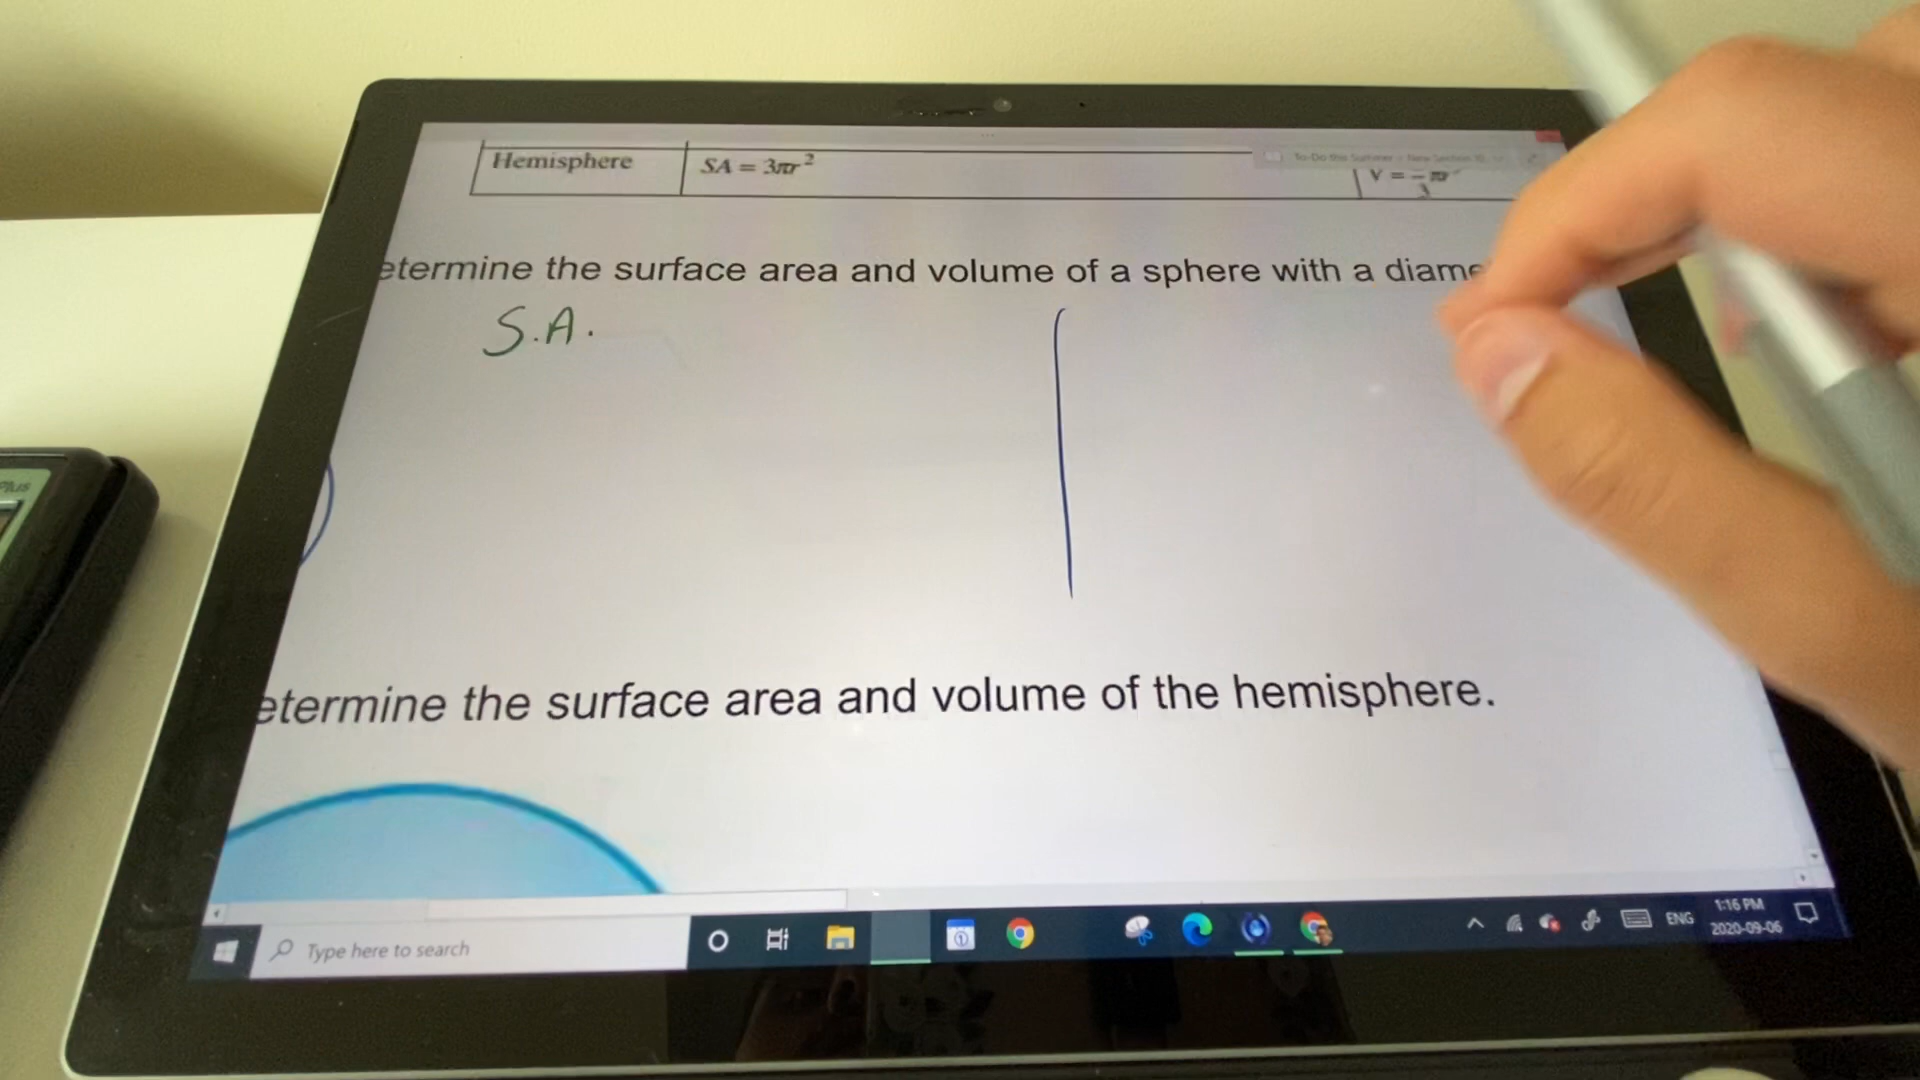 Hemisphere SA = 3πr²
V =
etermine the surface area and volume of a sphere with a diame
S.A.
etermine the surface area and volume of the hemisphere.
Plus
Type here to search
ENG
1:16 PM
2020-09-06